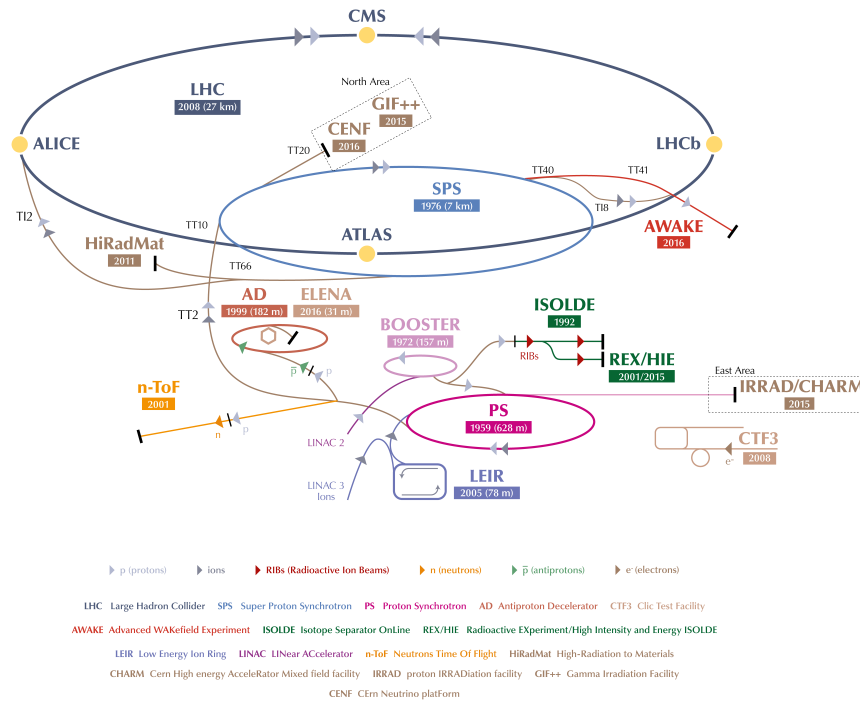 CMS
LHC
2008 (27 km)
North Area
GIF++
2015
CENF
2016
ALICE
LHCb
TT20
TT40
TT41
SPS
1976 (7 km)
TI8
TI2
TT10
AWAKE
2016
HiRadMat
2011
ATLAS
TT66
AD
1999 (182 m)
ELENA
2016 (31 m)
TT2
BOOSTER
1972 (157 m)
ISOLDE
1992
RIBs
REX/HIE
2001/2015
p̅
p
East Area
IRRAD/CHARM
2015
n-ToF
2001
n
p
PS
1959 (628 m)
LINAC 2
CTF3
2008
e-
LINAC 3
Ions
LEIR
2005 (78 m)
p (protons)
ions
RIBs (Radioactive Ion Beams)
n (neutrons)
p̅ (antiprotons)
e- (electrons)
LHC Large Hadron Collider SPS Super Proton Synchrotron PS Proton Synchrotron AD Antiproton Decelerator CTF3 Clic Test Facility
AWAKE Advanced WAKefield Experiment ISOLDE Isotope Separator OnLine REX/HIE Radioactive EXperiment/High Intensity and Energy ISOLDE
LEIR Low Energy Ion Ring LINAC LINear ACcelerator n-ToF Neutrons Time Of Flight HiRadMat High-Radiation to Materials
CHARM Cern High energy AcceleRator Mixed field facility IRRAD proton IRRADiation facility GIF++ Gamma Irradiation Facility
CENF CErn Neutrino platForm